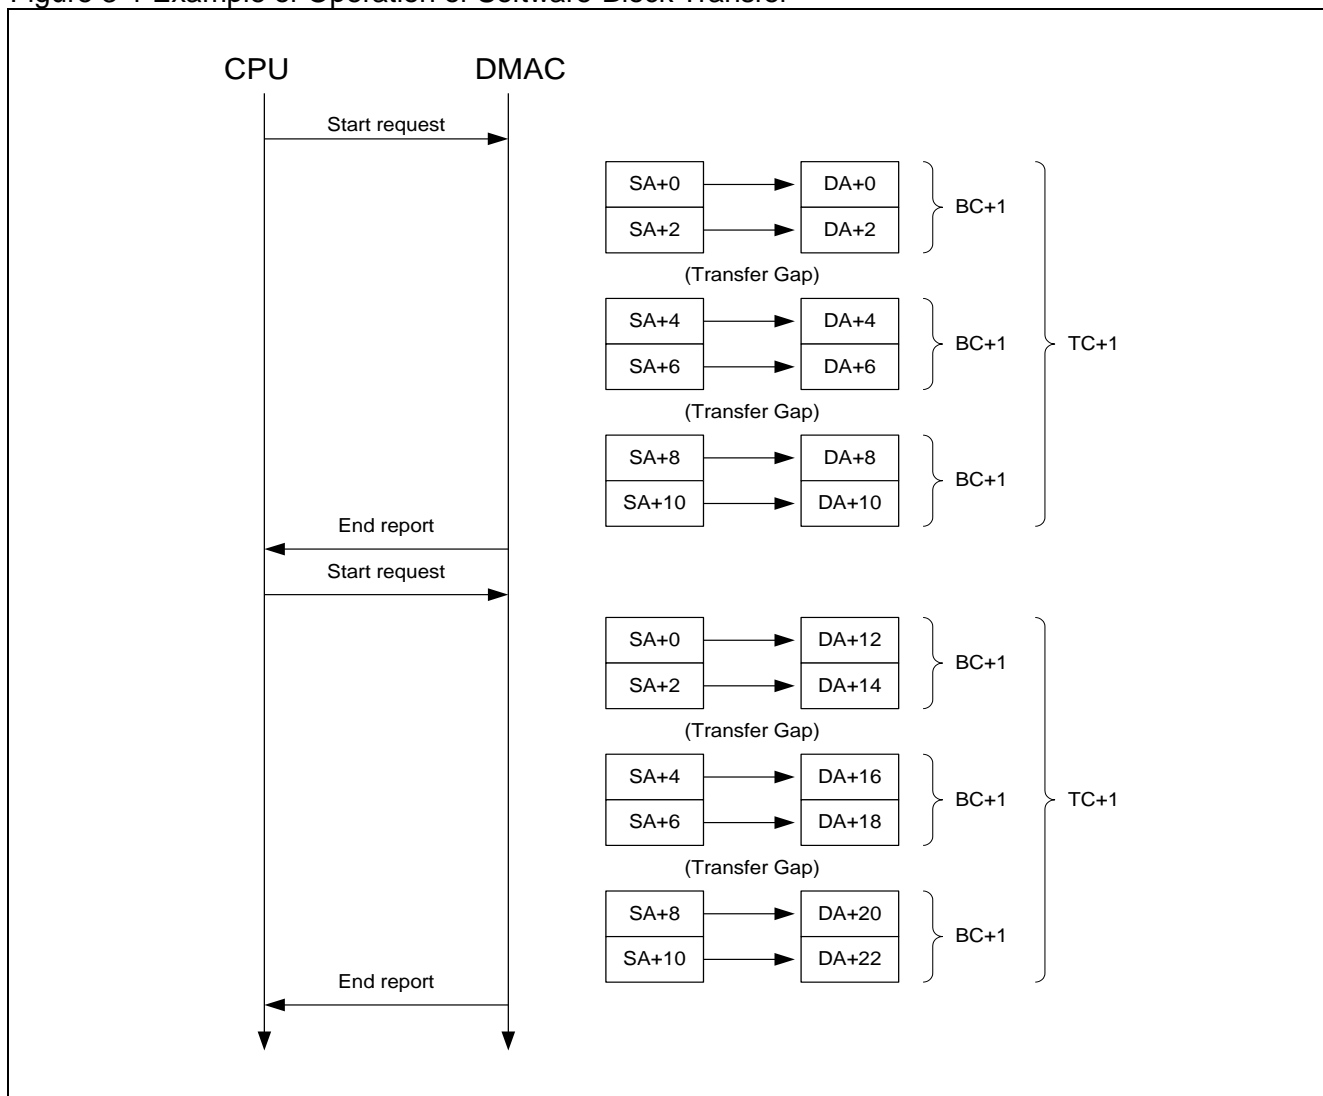 Figure 3-1 Example of Operation of Software-Block Transfer
CPU DMAC
Start request
SA+0 DA+0
BC+1
SA+2 DA+2
(Transfer Gap)
SA+4 DA+4
BC+1 TC+1
SA+6 DA+6
(Transfer Gap)
SA+8 DA+8
BC+1
SA+10 DA+10
End report
Start request
SA+0 DA+12
BC+1
SA+2 DA+14
(Transfer Gap)
SA+4 DA+16
BC+1 TC+1
SA+6 DA+18
(Transfer Gap)
SA+8 DA+20
BC+1
SA+10 DA+22
End report